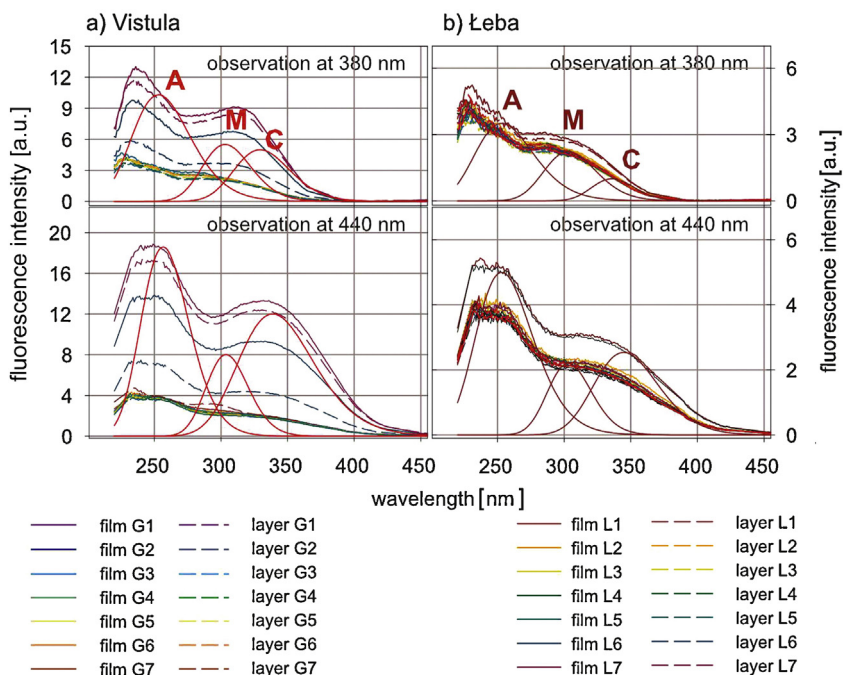 a) Vistula
b) Łeba
observation at 380 nm
observation at 380 nm
15
12
9
6
3
0
A
M
C
6
3
0
A
M
C
fluorescence intensity [a.u.]
fluorescence intensity [a.u.]
observation at 440 nm
observation at 440 nm
20
16
12
8
4
0
6
4
2
0
fluorescence intensity [a.u.]
fluorescence intensity [a.u.]
250 300 350 400 450
250 300 350 400 450
wavelength [nm]
film G1 layer G1
film G2 layer G2
film G3 layer G3
film G4 layer G4
film G5 layer G5
film G6 layer G6
film G7 layer G7
film L1 layer L1
film L2 layer L2
film L3 layer L3
film L4 layer L4
film L5 layer L5
film L6 layer L6
film L7 layer L7